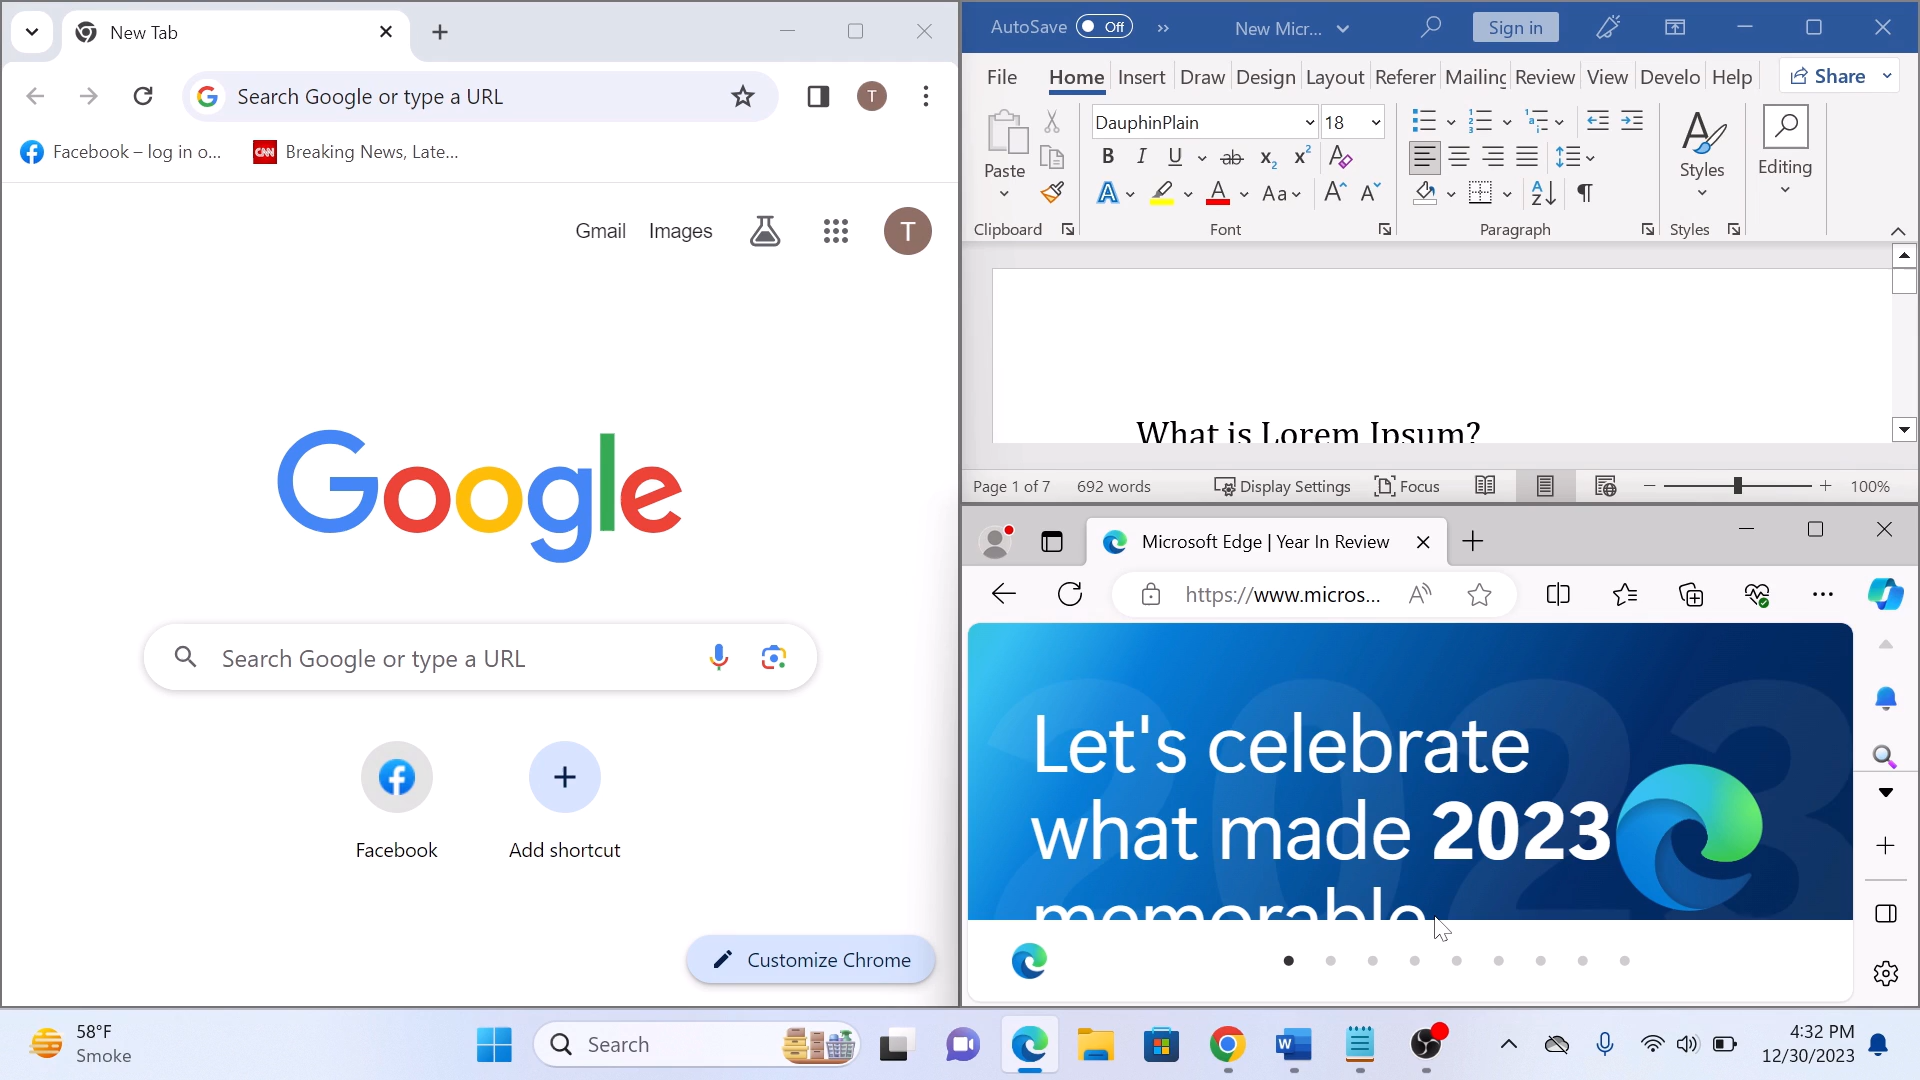 New Tab
Search Google or type a URL
T
Facebook – log in o...
CNN
Breaking News, Late...
Gmail
Images
T
Google
Search Google or type a URL
Facebook
Add shortcut
Customize Chrome
AutoSave
Off
New Micr...
Sign in
File
Home
Insert
Draw
Design
Layout
Referer
Mailing
Review
View
Develo
Help
Share
Paste
DauphinPlain
18
Styles
Editing
Clipboard
Font
Paragraph
Styles
What is Lorem Ipsum?
Page 1 of 7
692 words
Display Settings
Focus
100%
Microsoft Edge | Year In Review
https://www.micros...
Let's celebrate
what made 2023
memorable
58°F
Smoke
Search
4:32 PM
12/30/2023